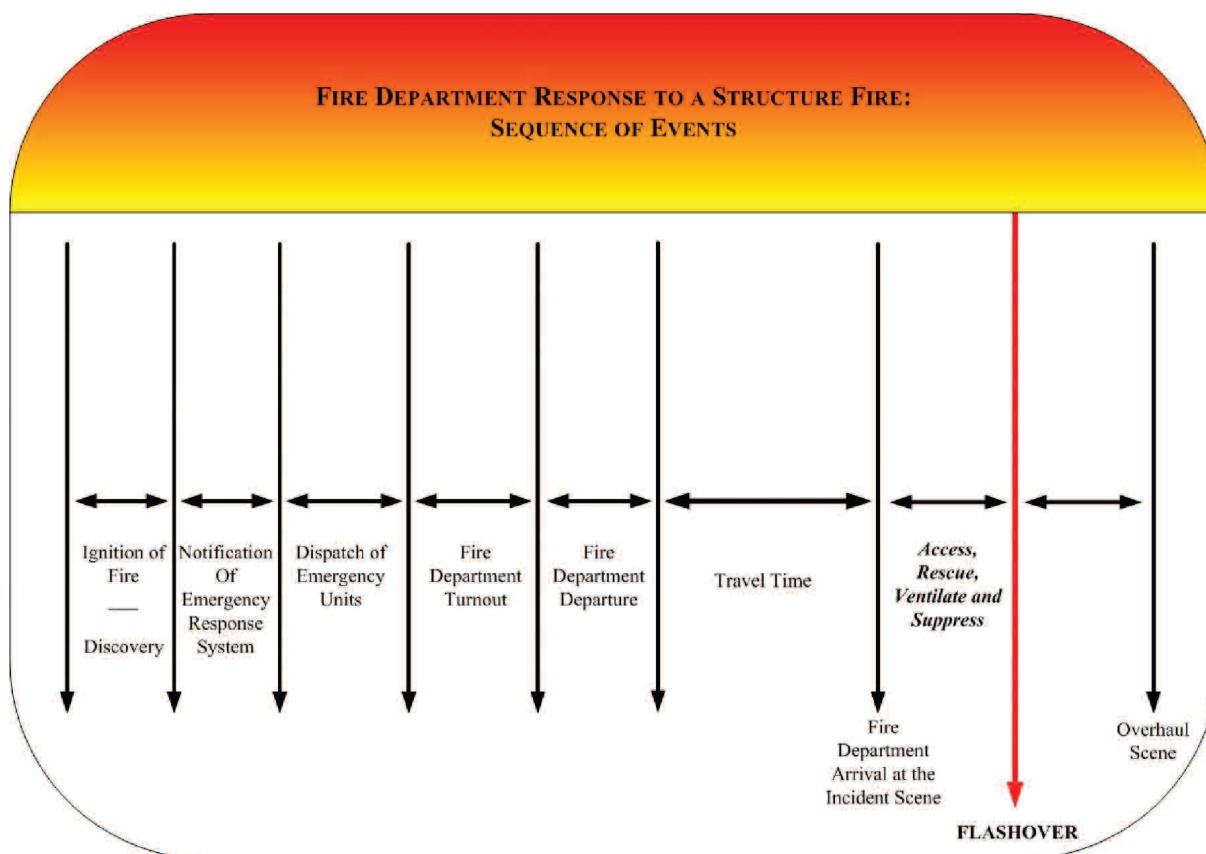 FIRE DEPARTMENT RESPONSE TO A STRUCTURE FIRE:
SEQUENCE OF EVENTS
Ignition of
Fire
—
Discovery
Notification
Of
Emergency
Response
System
Dispatch of
Emergency
Units
Fire
Department
Turnout
Fire
Department
Departure
Travel Time
Access,
Rescue,
Ventilate and
Suppress
Fire
Department
Arrival at the
Incident Scene
FLASHOVER
Overhaul
Scene